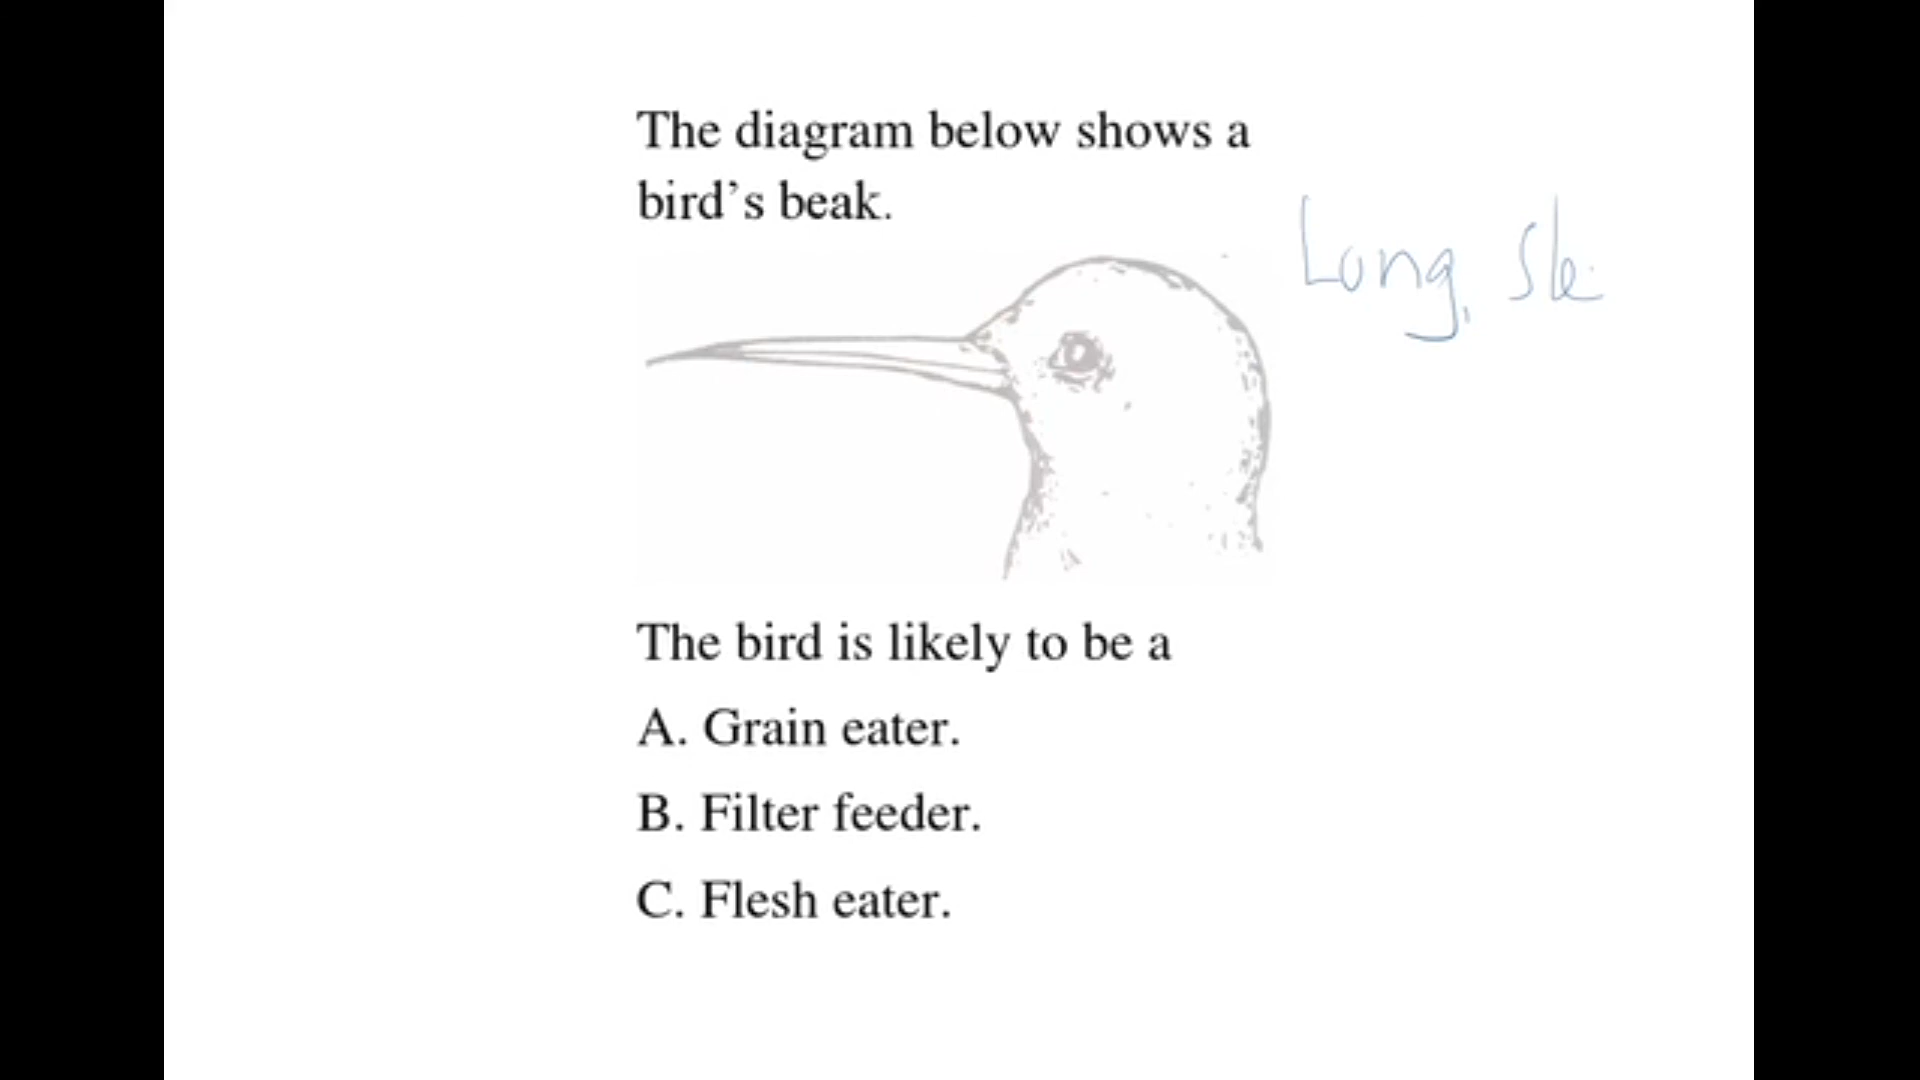 The diagram below shows a
bird's beak.
Long, Sle
The bird is likely to be a
A. Grain eater.
B. Filter feeder.
C. Flesh eater.